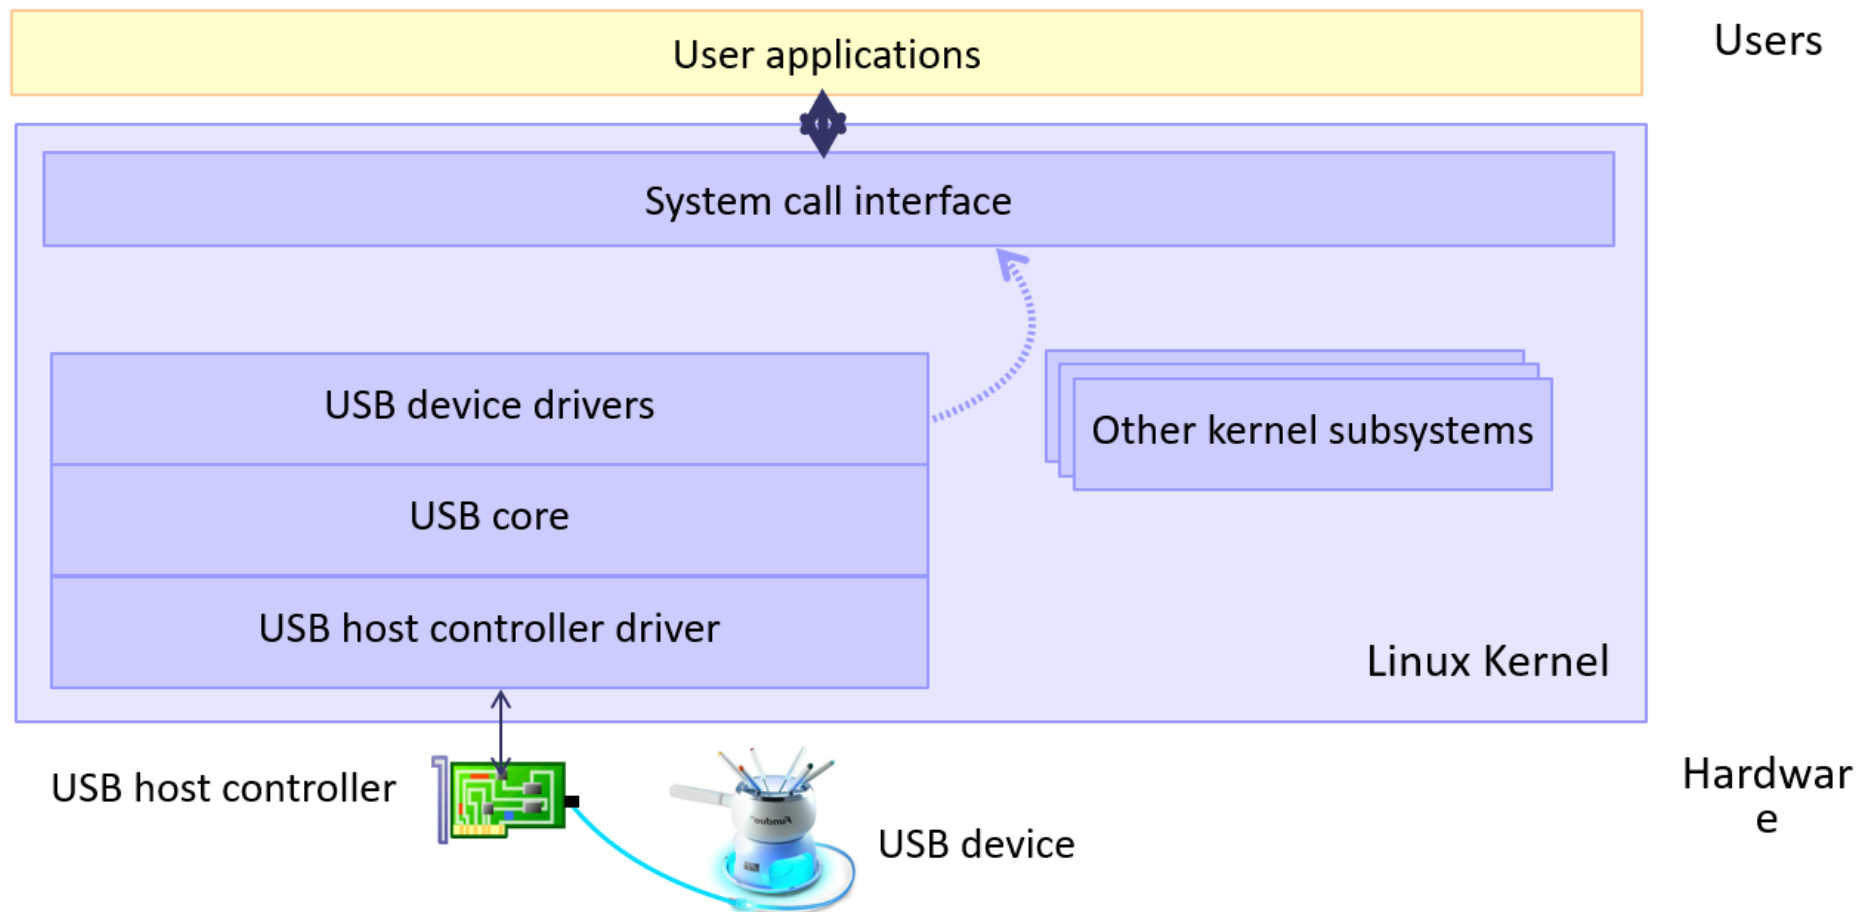 User applications
Users
System call interface
USB device drivers
Other kernel subsystems
USB core
USB host controller driver
Linux Kernel
USB host controller
Hardwar
e
Fundue
USB device